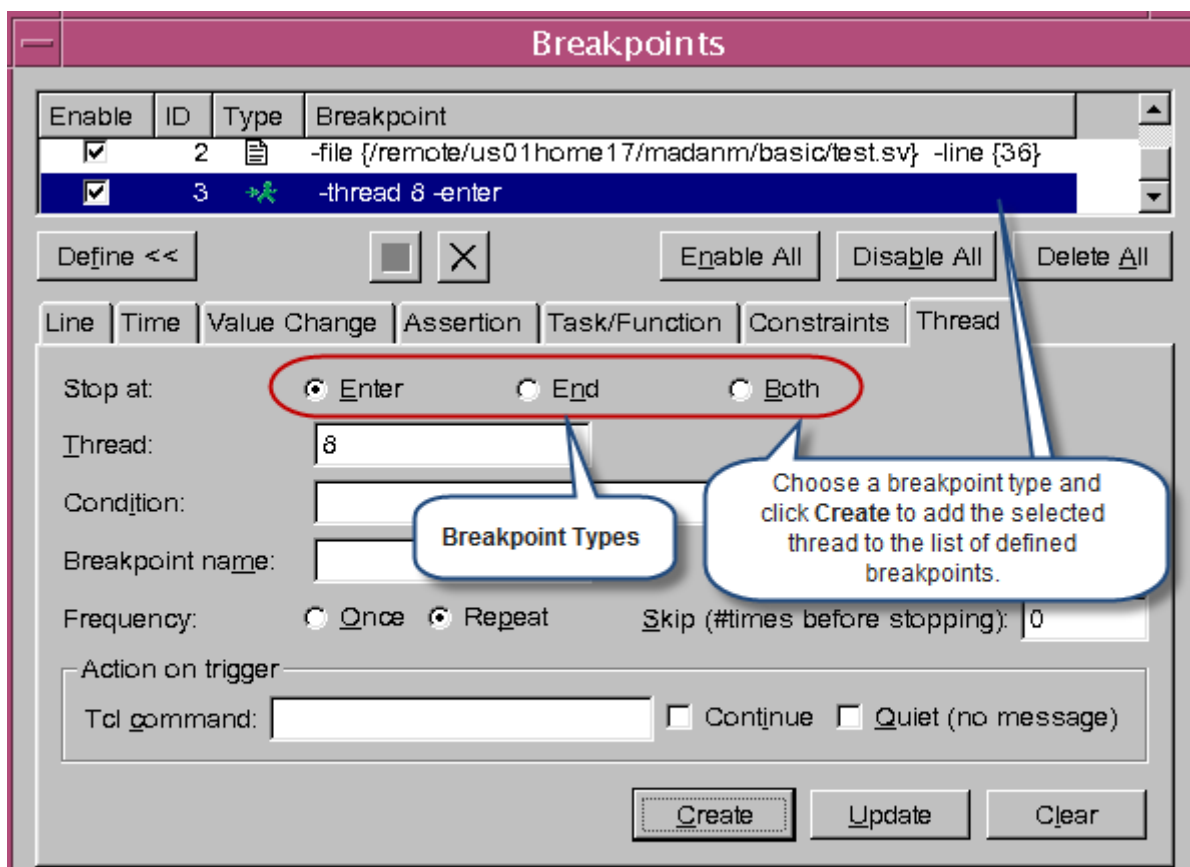 Breakpoints
Enable ID Type Breakpoint
2 -file {/remote/us01home17/madanm/basic/test.sv} -line {36}
3 -thread 8 -enter
Define << Enable All Disable All Delete All
Line Time Value Change Assertion Task/Function Constraints Thread
Stop at: Enter End Both
Thread: 8
Condition:
Breakpoint name:
Breakpoint Types
Choose a breakpoint type and
click Create to add the selected
thread to the list of defined
breakpoints.
Frequency: Once Repeat Skip (#times before stopping): 0
Action on trigger
Tcl command: Continue Quiet (no message)
Create Update Clear